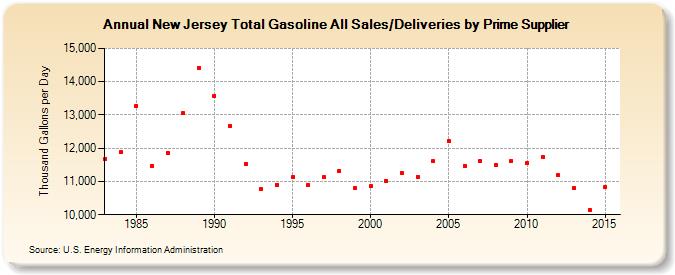 Annual New Jersey Total Gasoline All Sales/Deliveries by Prime Supplier
Thousand Gallons per Day
15,000
14,000
13,000
12,000
11,000
10,000
1985 1990 1995 2000 2005 2010 2015
Source: U.S. Energy Information Administration